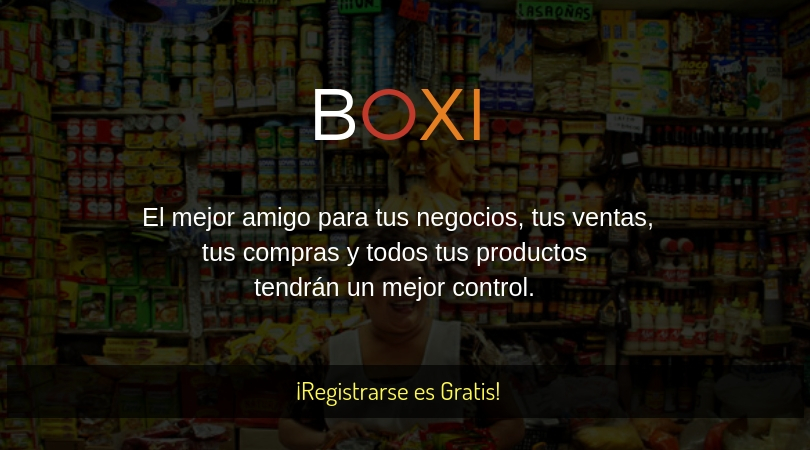 LASAÑAS
BOXI
El mejor amigo para tus negocios, tus ventas,
tus compras y todos tus productos
tendrán un mejor control.
¡Registrarse es Gratis!